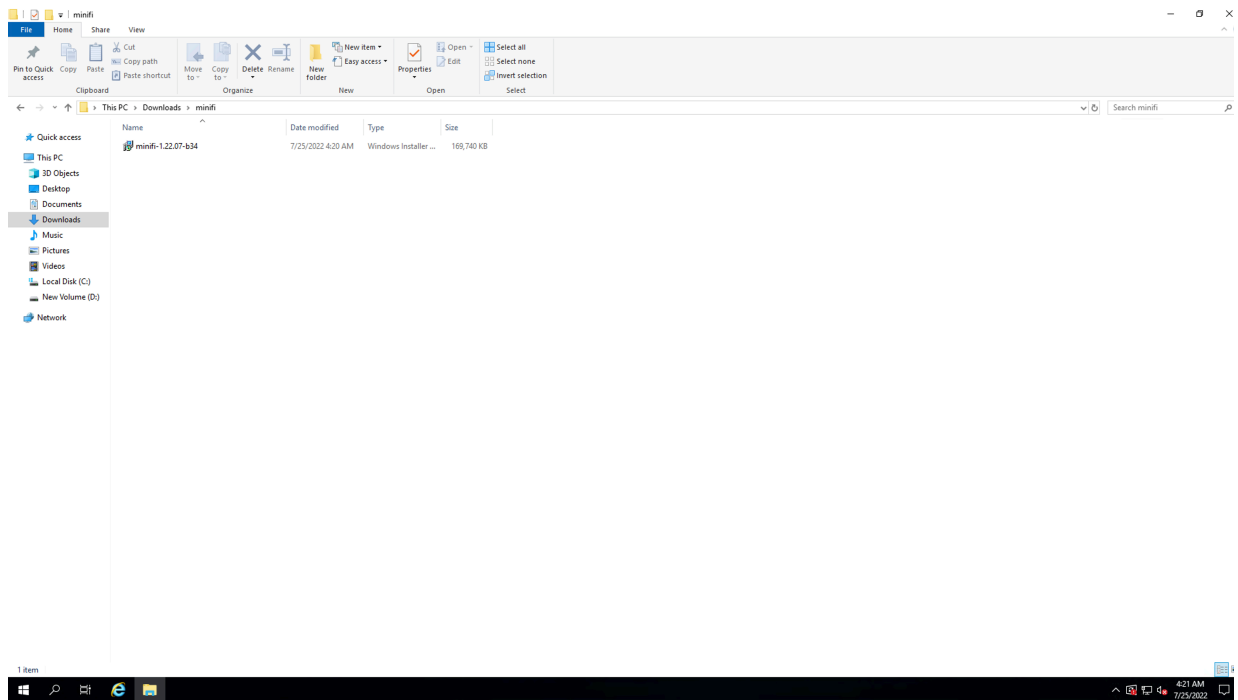 minifi
File Home Share View
Pin to Quick access
Copy
Paste
Cut
Copy path
Paste shortcut
Clipboard
Move to
Copy to
Delete
Rename
Organize
New folder
New item
Easy access
New
Properties
Open
Edit
Open
Select all
Select none
Invert selection
Select
This PC > Downloads > minifi
Search minifi
Name Date modified Type Size
minifi-1.22.07-b34 7/25/2022 4:20 AM Windows Installer ... 169,740 KB
Quick access
This PC
3D Objects
Desktop
Documents
Downloads
Music
Pictures
Videos
Local Disk (C:)
New Volume (D:)
Network
1 item
4:21 AM
7/25/2022